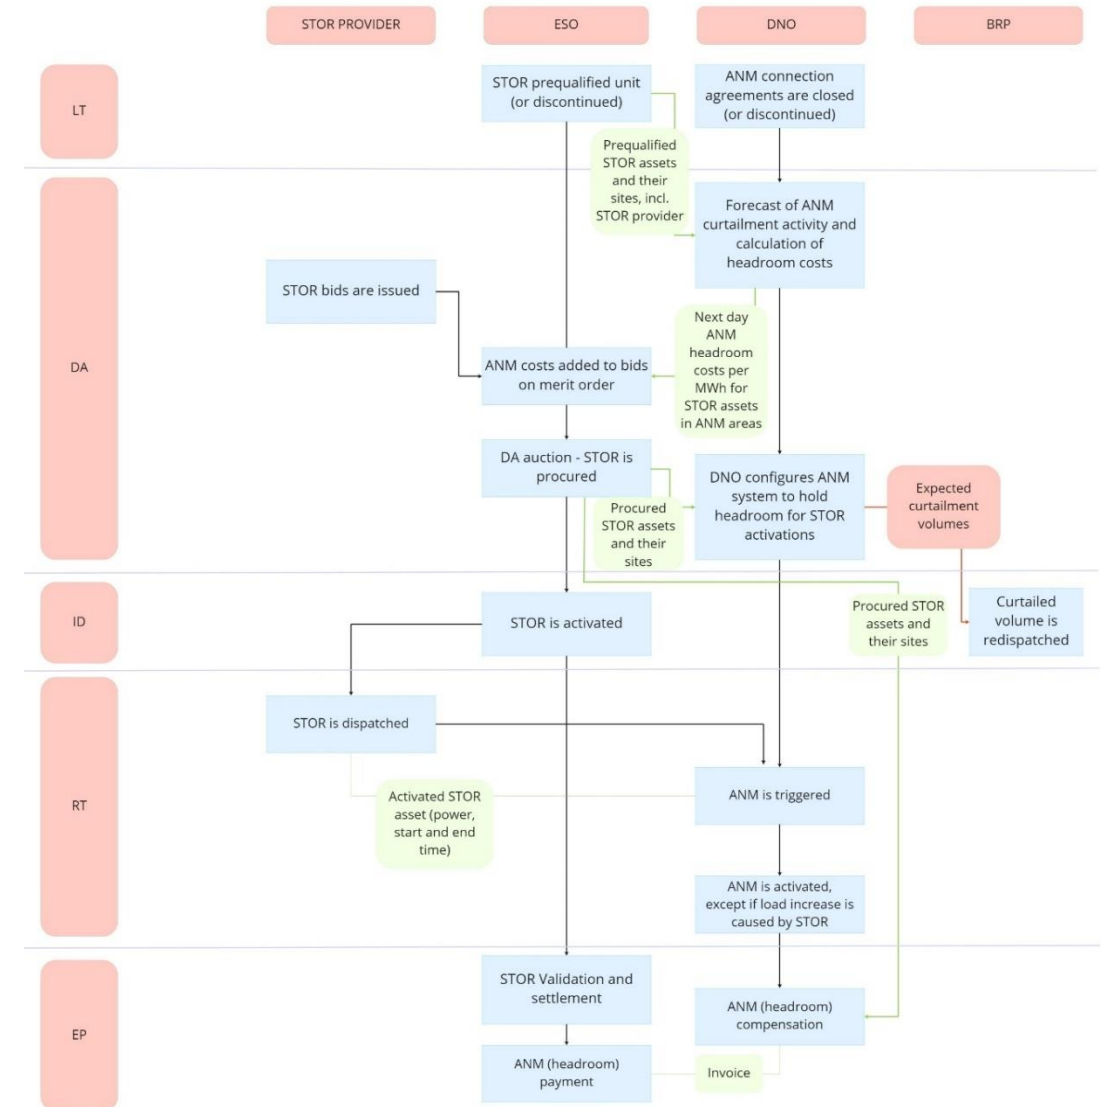 STOR PROVIDER
ESO
DNO
BRP
LT
STOR prequalified unit
(or discontinued)
ANM connection
agreements are closed
(or discontinued)
Prequalified
STOR assets
and their
sites, incl.
STOR provider
DA
Forecast of ANM
curtailment activity and
calculation of
headroom costs
STOR bids are issued
Next day
ANM
headroom
costs per
MWh for
STOR assets
in ANM areas
ANM costs added to bids
on merit order
DA auction - STOR is
procured
Procured
STOR assets
and their
sites
DNO configures ANM
system to hold
headroom for STOR
activations
Expected
curtailment
volumes
ID
STOR is activated
Procured STOR
assets and
their sites
Curtailed
volume is
redispatched
RT
STOR is dispatched
Activated STOR
asset (power,
start and end
time)
ANM is triggered
ANM is activated,
except if load increase is
caused by STOR
EP
STOR Validation and
settlement
ANM (headroom)
compensation
ANM (headroom)
payment
Invoice